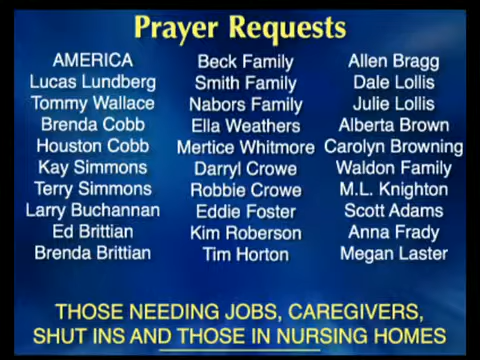 Prayer Requests
AMERICA
Lucas Lundberg
Tommy Wallace
Brenda Cobb
Houston Cobb
Kay Simmons
Terry Simmons
Larry Buchannan
Ed Brittian
Brenda Brittian
Beck Family
Smith Family
Nabors Family
Ella Weathers
Mertice Whitmore
Darryl Crowe
Robbie Crowe
Eddie Foster
Kim Roberson
Tim Horton
Allen Bragg
Dale Lollis
Julie Lollis
Alberta Brown
Carolyn Browning
Waldon Family
M.L. Knighton
Scott Adams
Anna Frady
Megan Laster
THOSE NEEDING JOBS, CAREGIVERS,
SHUT INS AND THOSE IN NURSING HOMES